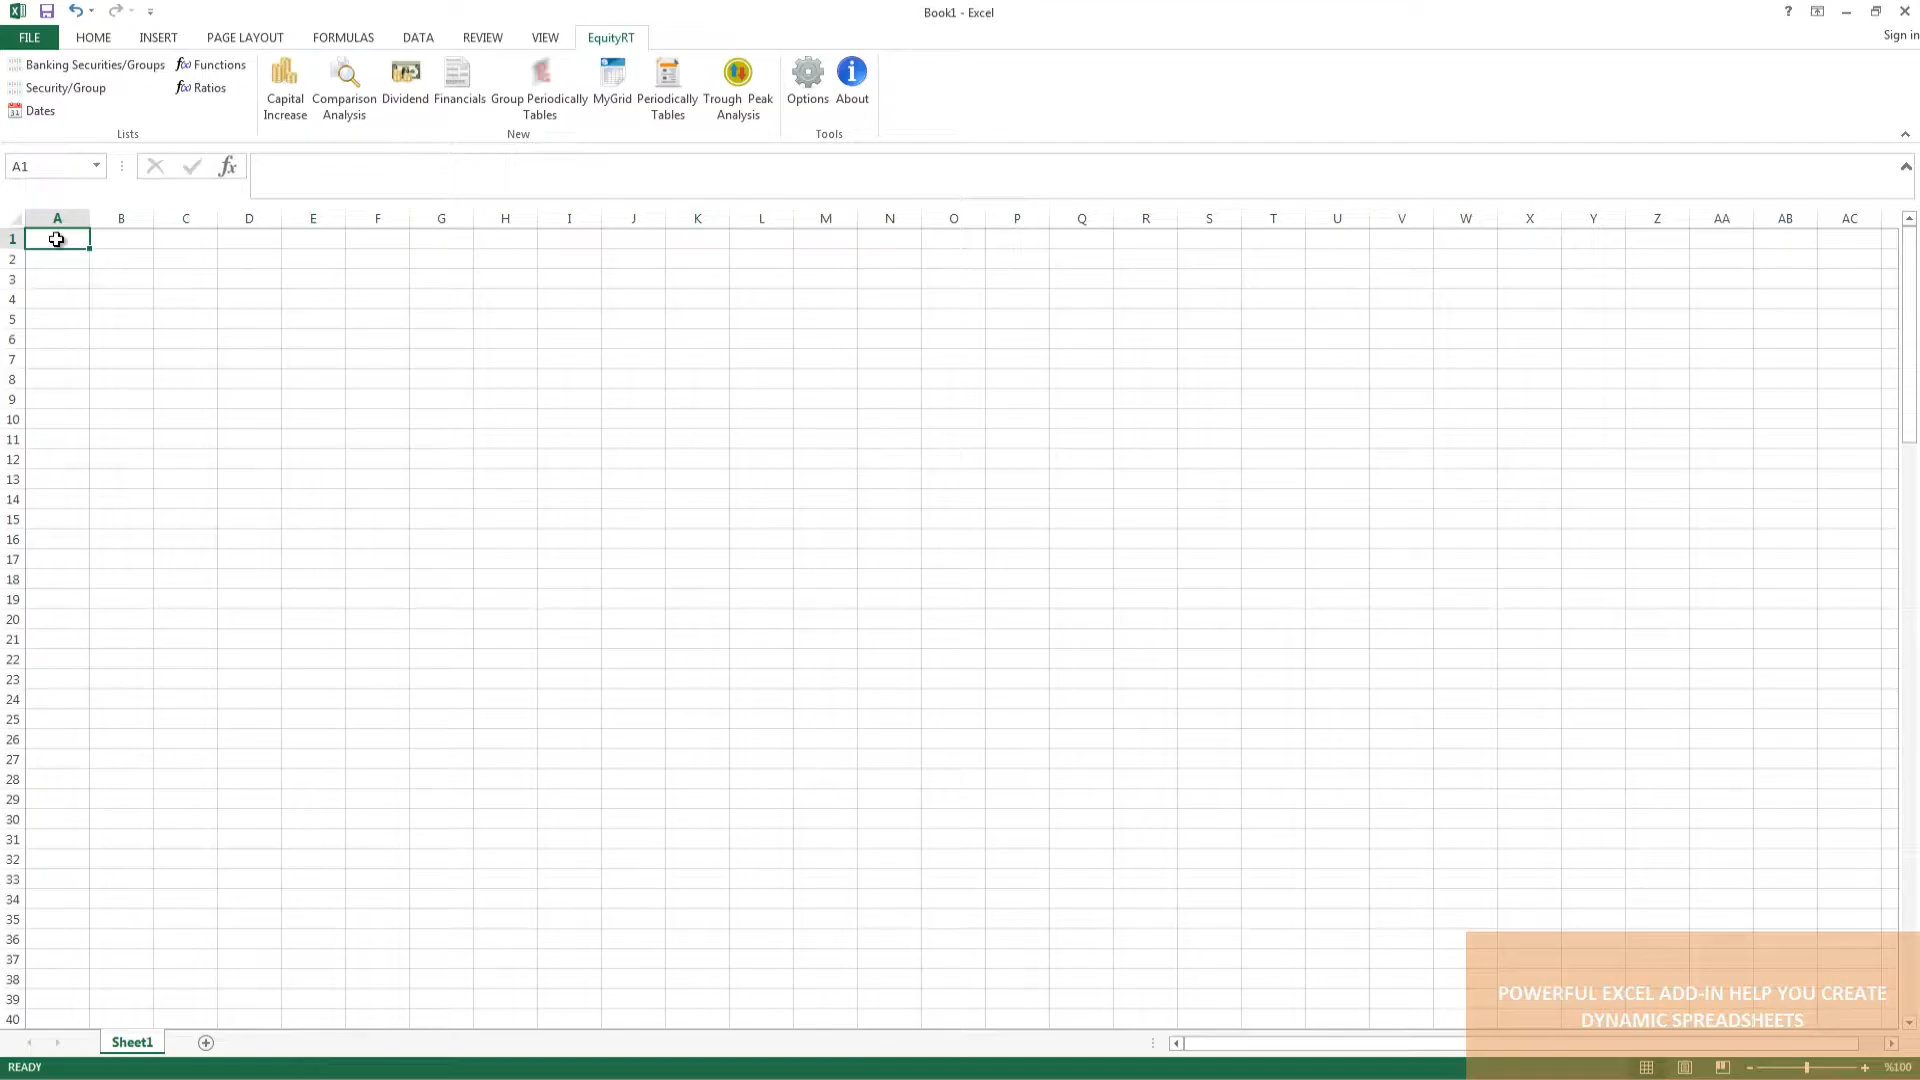 Book1 - Excel
?
Sign in
FILE HOME INSERT PAGE LAYOUT FORMULAS DATA REVIEW VIEW EquityRT
Banking Securities/Groups
Security/Group
31 Dates
Lists
f(x) Functions
f(x) Ratios
Capital
Increase
Comparison
Analysis
Dividend
Financials
Group Periodically
Tables
MyGrid
Periodically
Tables
Trough Peak
Analysis
New
Options
About
Tools
A1
fx
A B C D E F G H I J K L M N O P Q R S T U V W X Y Z AA AB AC
1
2
3
4
5
6
7
8
9
10
11
12
13
14
15
16
17
18
19
20
21
22
23
24
25
26
27
28
29
30
31
32
33
34
35
36
37
38
39
40
POWERFUL EXCEL ADD-IN HELP YOU CREATE
DYNAMIC SPREADSHEETS
Sheet1
READY
%100